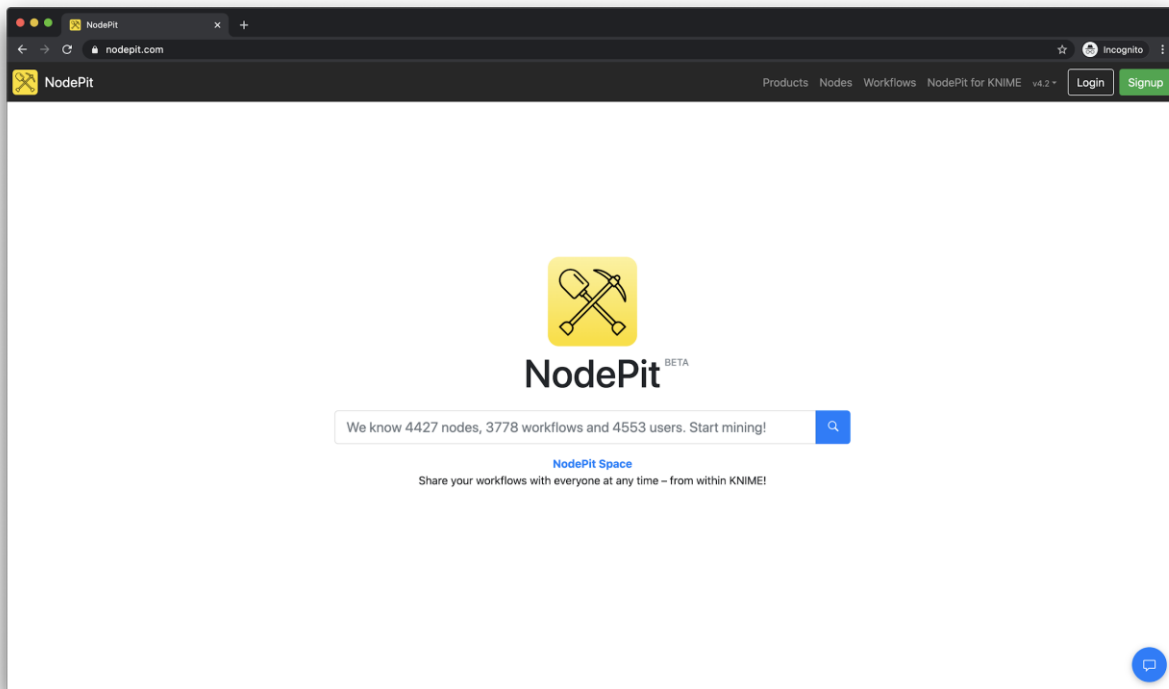 NodePit
nodepit.com
Incognito
NodePit
Products Nodes Workflows NodePit for KNIME v4.2 Login Signup
NodePit BETA
We know 4427 nodes, 3778 workflows and 4553 users. Start mining!
NodePit Space
Share your workflows with everyone at any time – from within KNIME!